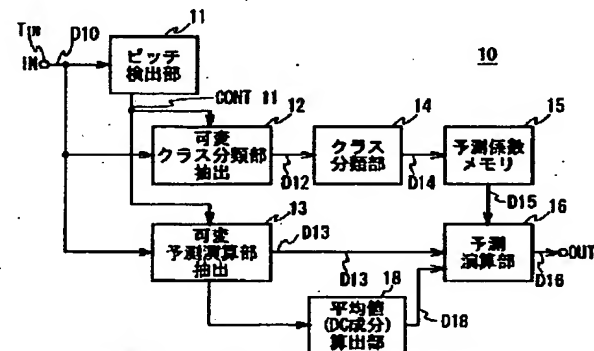 11
TIN
D10
IN
ピッチ
検出部
10
CONT 11
12
14
15
可変
クラス分類部
抽出
クラス
分類部
予測係数
メモリ
D12
D14
13
D15
16
可変
予測演算部
抽出
D13
D13
予測
演算部
OUT
D16
18
平均値
(DC成分)
算出部
D18